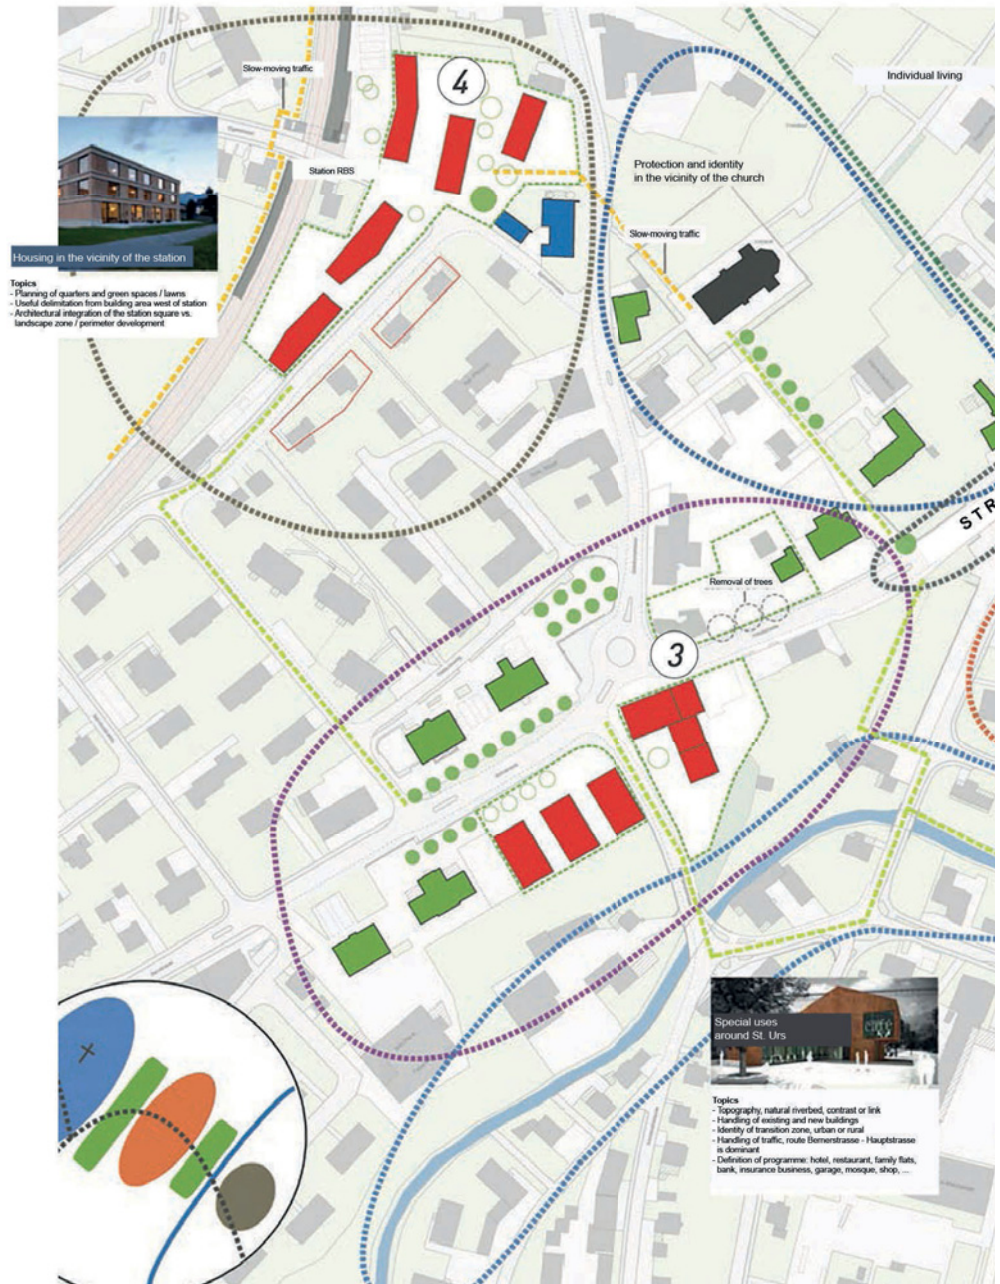 Slow-moving traffic
4
Individual living
Station RBS
Protection and identity
in the vicinity of the church
Slow-moving traffic
Housing in the vicinity of the station
Topics
- Planning of quarters and green spaces / lawns
- Useful delimitation from building area west of station
- Architectural integration of the station square vs.
landscape zone / perimeter development
STR
Removal of trees
3
Special uses
around St. Urs
Topics
- Topography, natural riverbed, contrast or link
- Handling of existing and new buildings
- Identity of transition zone, urban or rural
- Handling of traffic, route Bernerstrasse - Hauptstrasse
is dominant
- Definition of programme: hotel, restaurant, family flats,
bank, insurance business, garage, mosque, shop, ...